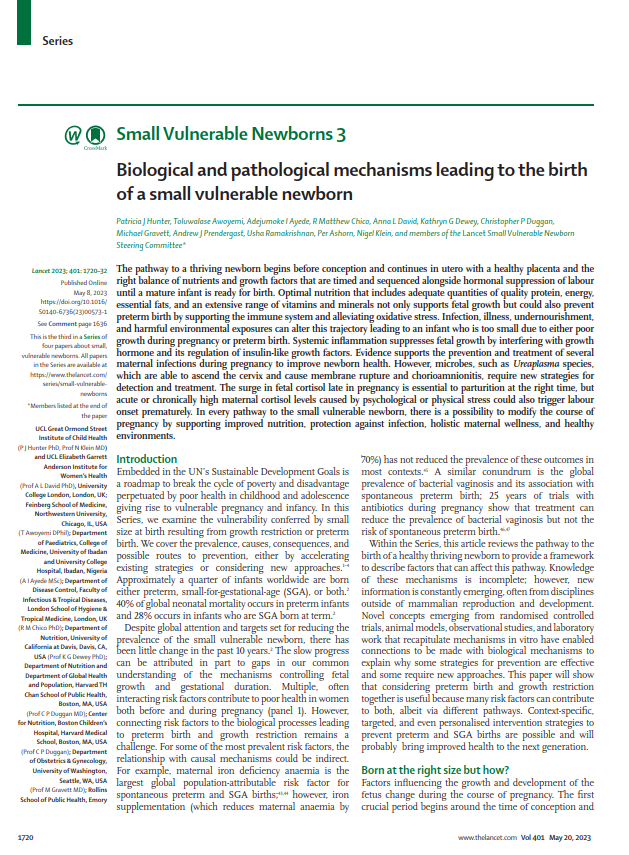 Series
CrossMark
Small Vulnerable Newborns 3
Biological and pathological mechanisms leading to the birth
of a small vulnerable newborn
Patricia J Hunter, Toluwalase Awoyemi, Adejumoke I Ayede, R Matthew Chico, Anna L David, Kathryn G Dewey, Christopher P Duggan,
Michael Gravett, Andrew J Prendergast, Usha Ramakrishnan, Per Ashorn, Nigel Klein, and members of the Lancet Small Vulnerable Newborn
Steering Committee*
Lancet 2023; 401: 1720–32
Published Online
May 8, 2023
https://doi.org/10.1016/
S0140-6736(23)00573-1
See Comment page 1636
This is the third in a Series of
four papers about small,
vulnerable newborns. All papers
in the Series are available at
https://www.thelancet.com/
series/small-vulnerable-
newborns
*Members listed at the end of
the paper
UCL Great Ormond Street
Institute of Child Health
(P J Hunter PhD, Prof N Klein MD)
and UCL Elizabeth Garrett
Anderson Institute for
Women's Health
(Prof A L David PhD), University
College London, London, UK;
Feinberg School of Medicine,
Northwestern University,
Chicago, IL, USA
(T Awoyemi DPhil); Department
of Paediatrics, College of
Medicine, University of Ibadan
and University College
Hospital, Ibadan, Nigeria
(A I Ayede MSc); Department of
Disease Control, Faculty of
Infectious & Tropical Diseases,
London School of Hygiene &
Tropical Medicine, London, UK
(R M Chico PhD); Department of
Nutrition, University of
California at Davis, Davis, CA,
USA (Prof K G Dewey PhD);
Department of Nutrition and
Department of Global Health
and Population, Harvard TH
Chan School of Public Health,
Boston, MA, USA
(Prof C P Duggan MD); Center
for Nutrition, Boston Children's
Hospital, Harvard Medical
School, Boston, MA, USA
(Prof C P Duggan); Department
of Obstetrics & Gynecology,
University of Washington,
Seattle, WA, USA
(Prof M Gravett MD); Rollins
School of Public Health, Emory
The pathway to a thriving newborn begins before conception and continues in utero with a healthy placenta and the
right balance of nutrients and growth factors that are timed and sequenced alongside hormonal suppression of labour
until a mature infant is ready for birth. Optimal nutrition that includes adequate quantities of quality protein, energy,
essential fats, and an extensive range of vitamins and minerals not only supports fetal growth but could also prevent
preterm birth by supporting the immune system and alleviating oxidative stress. Infection, illness, undernourishment,
and harmful environmental exposures can alter this trajectory leading to an infant who is too small due to either poor
growth during pregnancy or preterm birth. Systemic inflammation suppresses fetal growth by interfering with growth
hormone and its regulation of insulin-like growth factors. Evidence supports the prevention and treatment of several
maternal infections during pregnancy to improve newborn health. However, microbes, such as Ureaplasma species,
which are able to ascend the cervix and cause membrane rupture and chorioamnionitis, require new strategies for
detection and treatment. The surge in fetal cortisol late in pregnancy is essential to parturition at the right time, but
acute or chronically high maternal cortisol levels caused by psychological or physical stress could also trigger labour
onset prematurely. In every pathway to the small vulnerable newborn, there is a possibility to modify the course of
pregnancy by supporting improved nutrition, protection against infection, holistic maternal wellness, and healthy
environments.
Introduction
Embedded in the UN's Sustainable Development Goals is
a roadmap to break the cycle of poverty and disadvantage
perpetuated by poor health in childhood and adolescence
giving rise to vulnerable pregnancy and infancy. In this
Series, we examine the vulnerability conferred by small
size at birth resulting from growth restriction or preterm
birth. We cover the prevalence, causes, consequences, and
possible routes to prevention, either by accelerating
existing strategies or considering new approaches.1–4
Approximately a quarter of infants worldwide are born
either preterm, small-for-gestational-age (SGA), or both.2
40% of global neonatal mortality occurs in preterm infants
and 28% occurs in infants who are SGA born at term.2
Despite global attention and targets set for reducing the
prevalence of the small vulnerable newborn, there has
been little change in the past 10 years.2 The slow progress
can be attributed in part to gaps in our common
understanding of the mechanisms controlling fetal
growth and gestational duration. Multiple, often
interacting risk factors contribute to poor health in women
both before and during pregnancy (panel 1). However,
connecting risk factors to the biological processes leading
to preterm birth and growth restriction remains a
challenge. For some of the most prevalent risk factors, the
relationship with causal mechanisms could be indirect.
For example, maternal iron deficiency anaemia is the
largest global population-attributable risk factor for
spontaneous preterm and SGA births;43,44 however, iron
supplementation (which reduces maternal anaemia by
70%) has not reduced the prevalence of these outcomes in
most contexts.45 A similar conundrum is the global
prevalence of bacterial vaginosis and its association with
spontaneous preterm birth; 25 years of trials with
antibiotics during pregnancy show that treatment can
reduce the prevalence of bacterial vaginosis but not the
risk of spontaneous preterm birth.46,47
Within the Series, this article reviews the pathway to the
birth of a healthy thriving newborn to provide a framework
to describe factors that can affect this pathway. Knowledge
of these mechanisms is incomplete; however, new
information is constantly emerging, often from disciplines
outside of mammalian reproduction and development.
Novel concepts emerging from randomised controlled
trials, animal models, observational studies, and laboratory
work that recapitulate mechanisms in vitro have enabled
connections to be made with biological mechanisms to
explain why some strategies for prevention are effective
and some require new approaches. This paper will show
that considering preterm birth and growth restriction
together is useful because many risk factors can contribute
to both, albeit via different pathways. Context-specific,
targeted, and even personalised intervention strategies to
prevent preterm and SGA births are possible and will
probably bring improved health to the next generation.
Born at the right size but how?
Factors influencing the growth and development of the
fetus change during the course of pregnancy. The first
crucial period begins around the time of conception and
1720
www.thelancet.com Vol 401 May 20, 2023